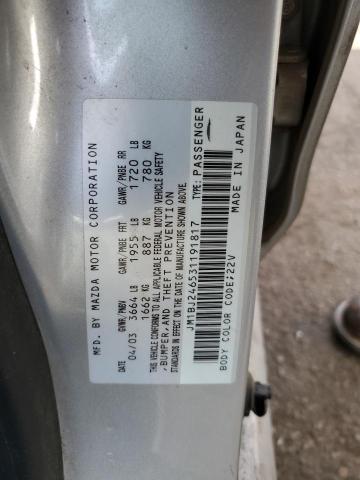 MFD. BY MAZDA MOTOR CORPORATION
04/03
GVWR/PNBV
3664 LB
1662 KG
GAWR/PNBE FRT
1955 LB
887 KG
GAWR/PNBE RR
1720 LB
780 KG
THIS VEHICLE CONFORMS TO ALL APPLICABLE FEDERAL MOTOR VEHICLE SAFETY
, BUMPER, AND THEFT PREVENTION
STANDARDS IN EFFECT ON THE DATE OF MANUFACTURE SHOWN ABOVE.
JM1BJ246531191817 TYPE: PASSENGER
BODY COLOR CODE;22V MADE IN JAPAN